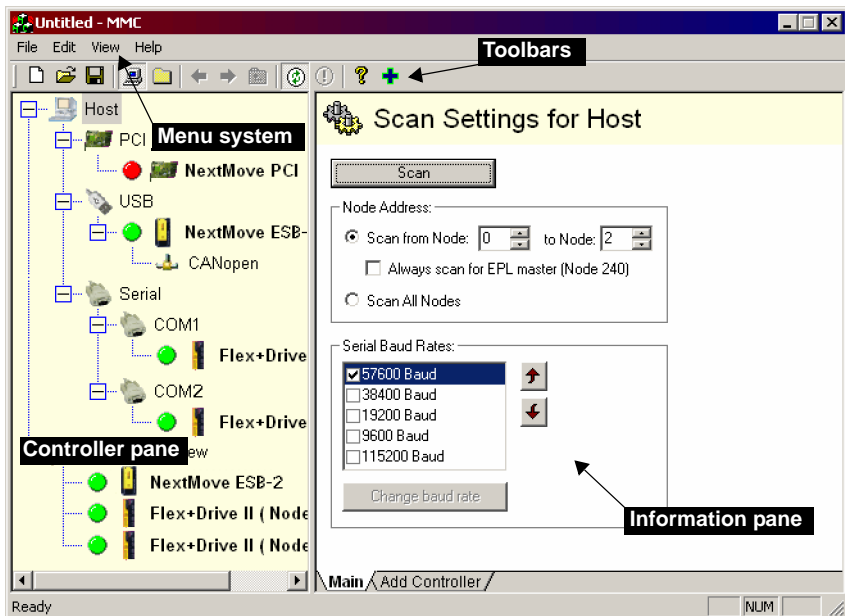 Untitled - MMC
File Edit View Help
Toolbars
Host
Menu system
PCI
NextMove PCI
USB
NextMove ESB-
CANopen
Serial
COM1
Flex+Drive
COM2
Flex+Drive
Controller pane
ew
NextMove ESB-2
Flex+Drive II ( Node
Flex+Drive II ( Node
Scan Settings for Host
Scan
Node Address:
Scan from Node: 0 to Node: 2
Always scan for EPL master (Node 240)
Scan All Nodes
Serial Baud Rates:
57600 Baud
38400 Baud
19200 Baud
9600 Baud
115200 Baud
Change baud rate
Information pane
Main Add Controller
Ready NUM